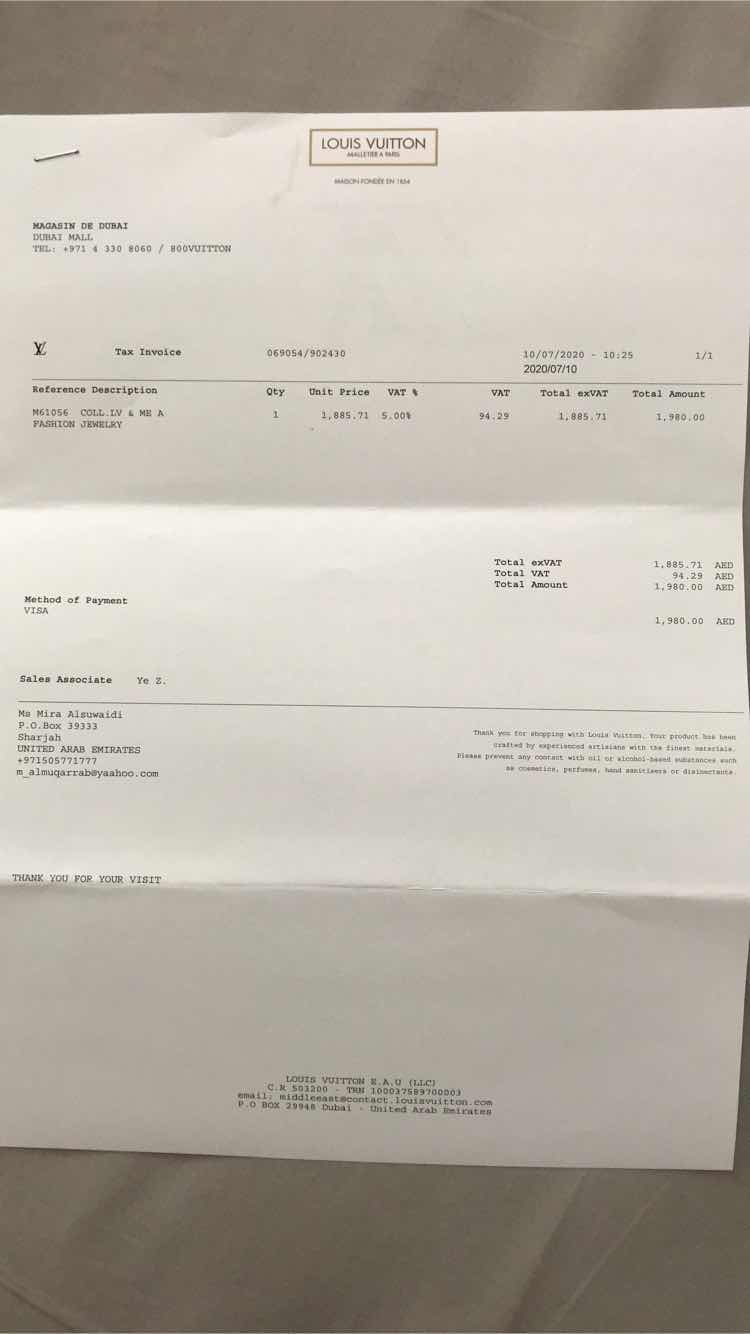 LOUIS VUITTON
MALLETIER A PARIS
MAISON FONDÉE EN 1854
MAGASIN DE DUBAI
DUBAI MALL
TEL: +971 4 330 8060 / 800VUITTON
LV Tax Invoice 069054/902430 10/07/2020 - 10:25 1/1
2020/07/10
Reference Description Qty Unit Price VAT % VAT Total exVAT Total Amount
M61056 COLL.LV & ME A 1 1,885.71 5.00% 94.29 1,885.71 1,980.00
FASHION JEWELRY
Total exVAT 1,885.71 AED
Total VAT 94.29 AED
Total Amount 1,980.00 AED
Method of Payment
VISA 1,980.00 AED
Sales Associate Ye Z.
Ms Mira Alsuwaidi
P.O.Box 39333
Sharjah
UNITED ARAB EMIRATES
+971505771777
m_almuqarrab@yaahoo.com
Thank you for shopping with Louis Vuitton. Your product has been
crafted by experienced artisians with the finest materials.
Please prevent any contact with oil or alcohol-based substances such
as cosmetics, perfumes, hand sanitisers or disinectants.
THANK YOU FOR YOUR VISIT
LOUIS VUITTON E.A.U (LLC)
C.R 503200 - TRN 100037589700003
email: middleeast@contact.louisvuitton.com
P.O BOX 29948 Dubai - United Arab Emirates